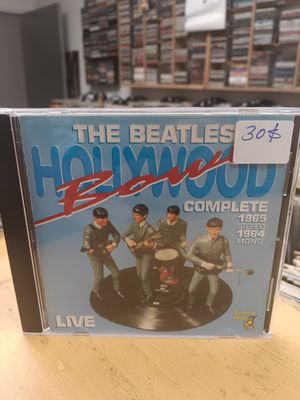 THE BEATLES
30$
HOLLYWOOD
Bowl
COMPLETE
1965
STEREO
1964
MONO
LIVE